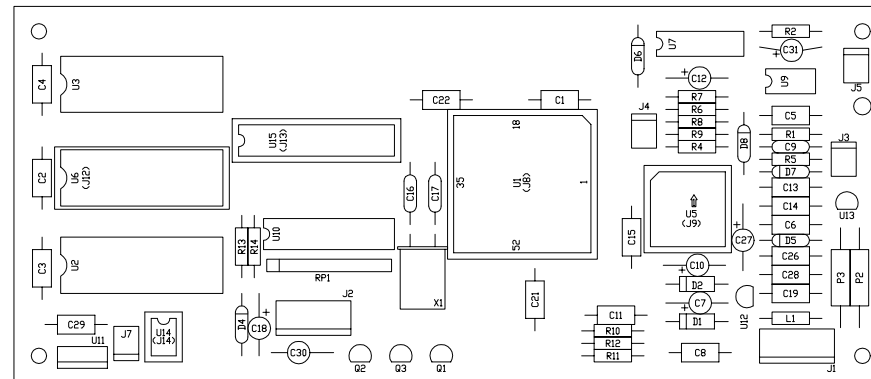 R2
U7
C31
D6
U3
C12
U9
J5
C4
R7
C22
C1
J4
R6
R8
C5
R9
R1
J3
18
R4
D8
C9
U15
(J13)
R5
D7
C2
U6
(J12)
C16
C17
35
U1
(J8)
1
U5
(J9)
C13
C14
U13
C6
R13
R14
U10
52
C15
C27
D5
C3
U2
C26
RP1
C10
C28
P3
P2
D2
C19
J2
X1
C21
C7
U12
C29
J7
U14
(J14)
D4
C18
C11
D1
L1
R10
U11
R12
C30
R11
C8
Q2
Q3
Q1
J1